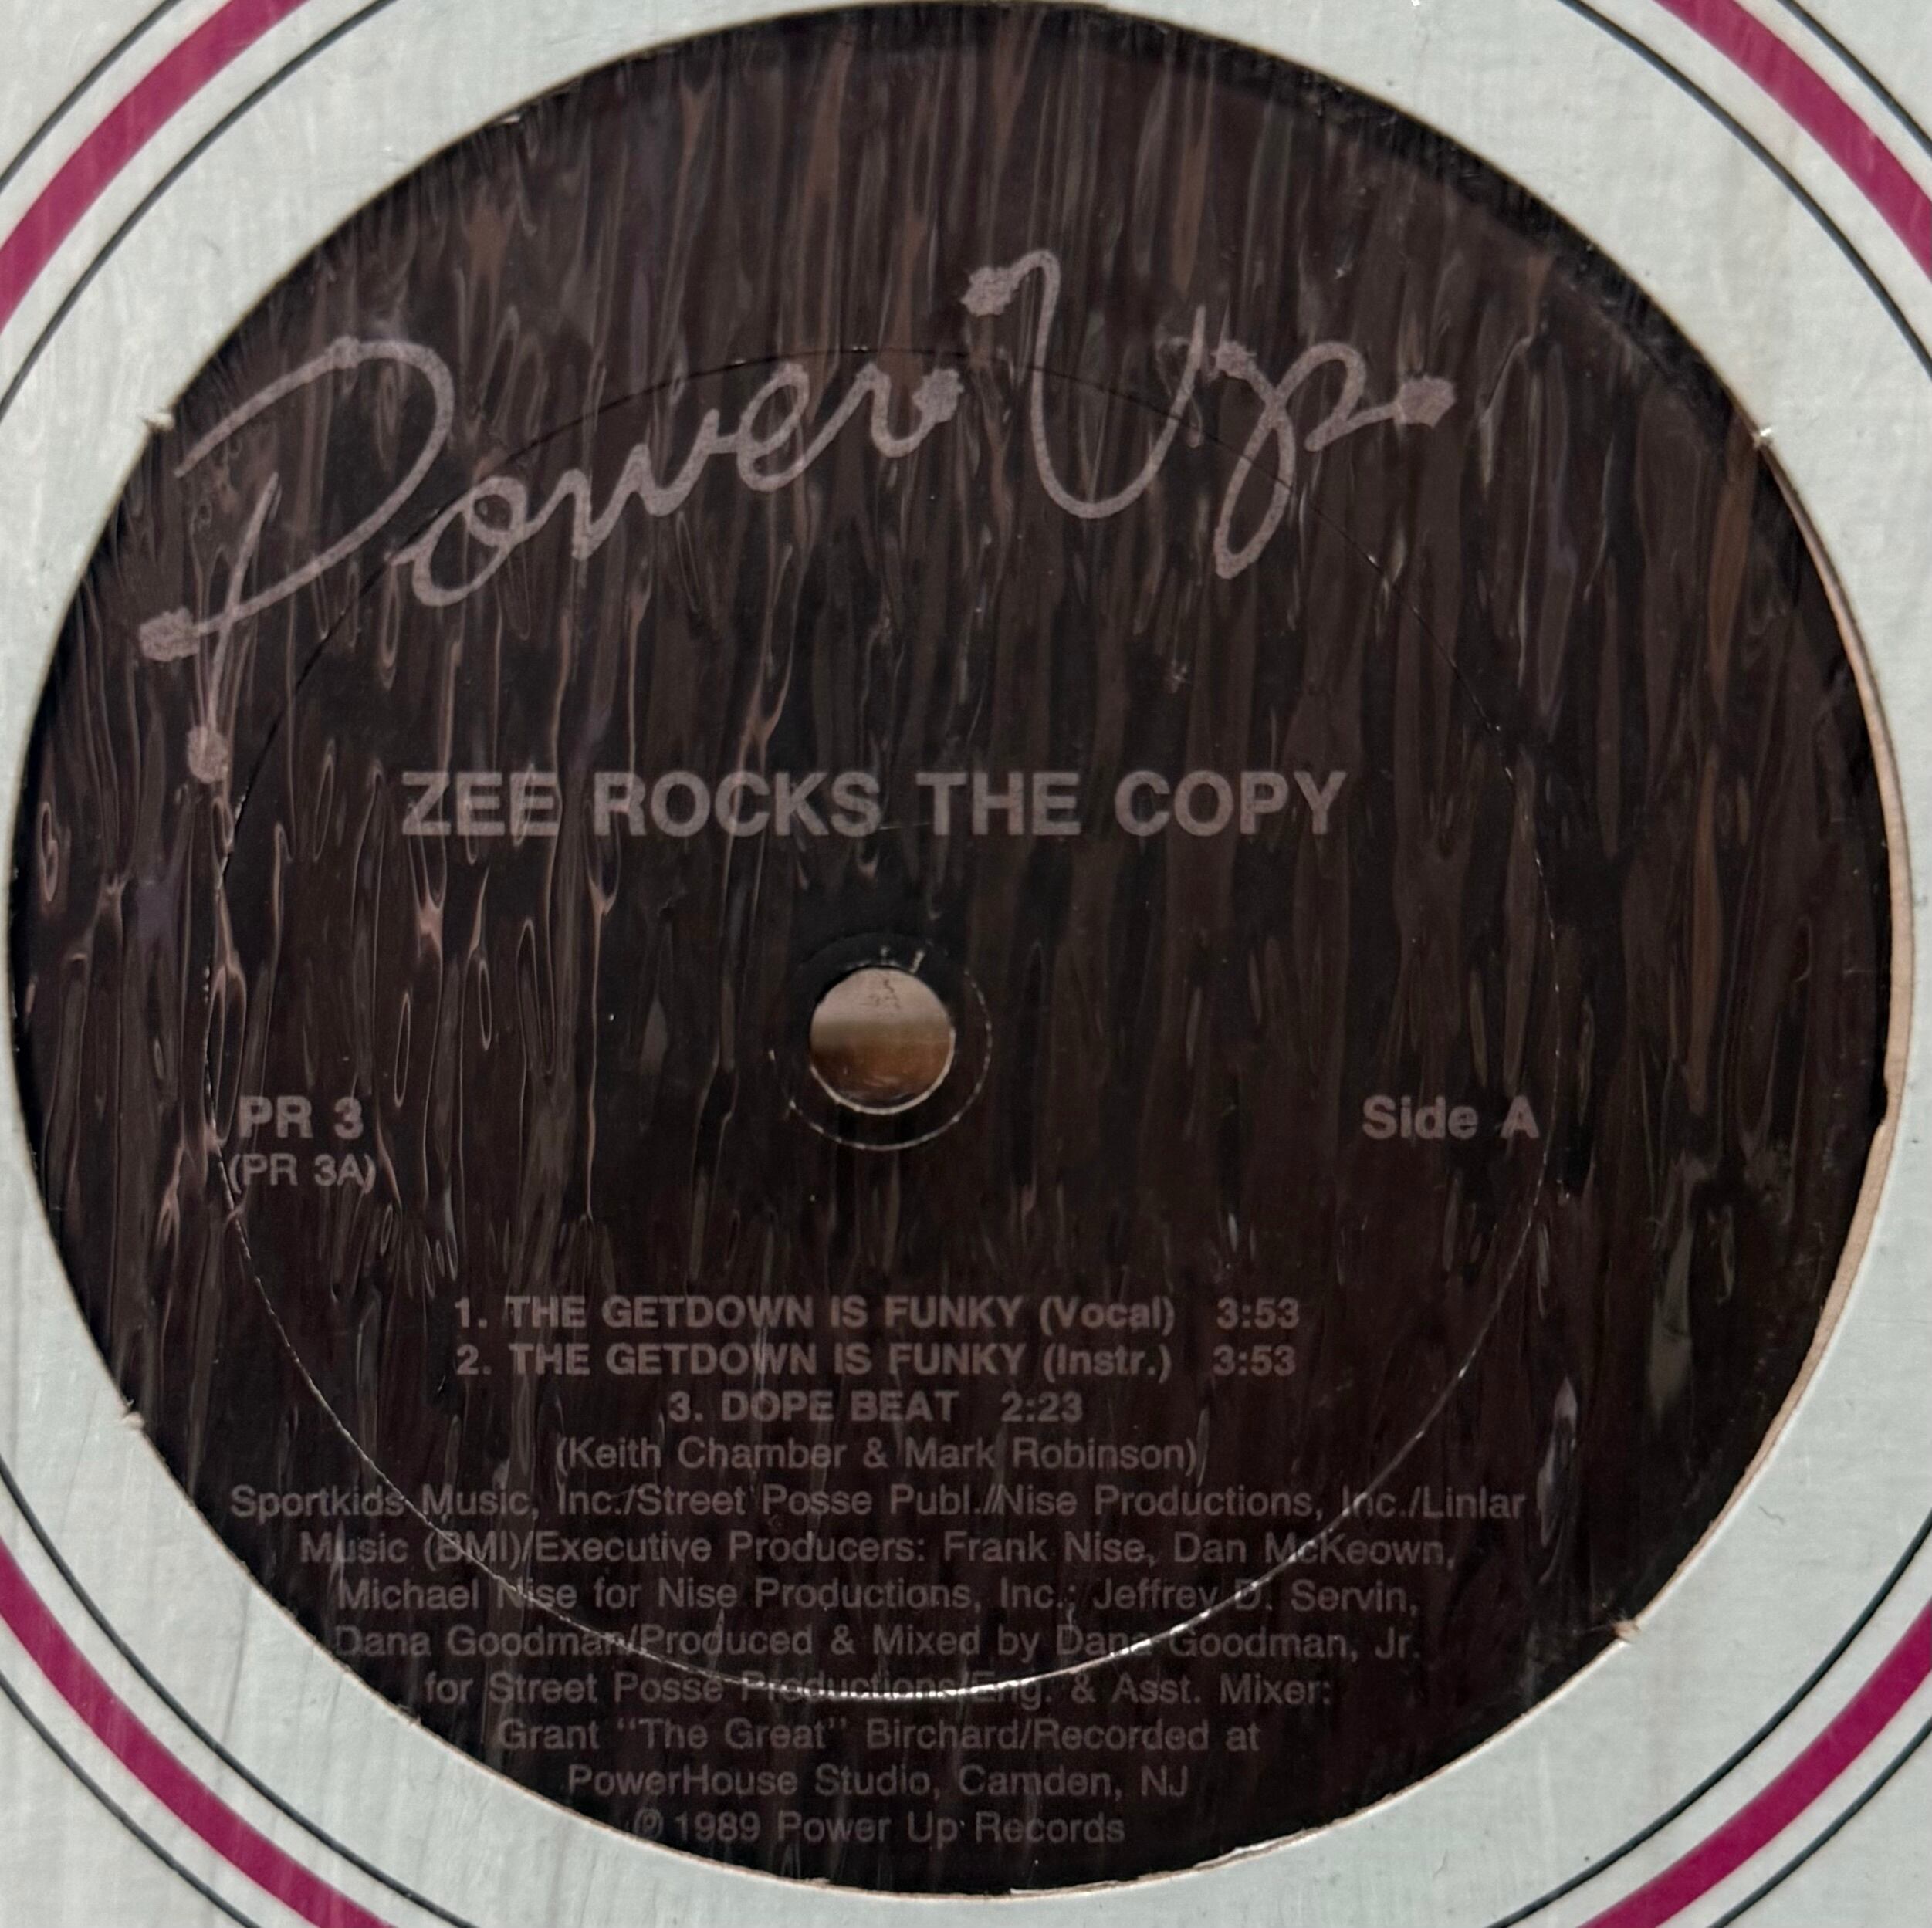 Power Up
ZEE ROCKS THE COPY
PR 3
(PR 3A)
Side A
1. THE GETDOWN IS FUNKY (Vocal) 3:53
2. THE GETDOWN IS FUNKY (Instr.) 3:53
3. DOPE BEAT 2:23
(Keith Chamber & Mark Robinson)
Sportkids Music, Inc./Street Posse Publ./Nise Productions, Inc./Linlar
Music (BMI)/Executive Producers: Frank Nise, Dan McKeown,
Michael Nise for Nise Productions, Inc.; Jeffrey D. Servin,
Dana Goodman/Produced & Mixed by Dana Goodman, Jr.
for Street Posse Productions/Eng. & Asst. Mixer:
Grant "The Great" Birchard/Recorded at
PowerHouse Studio, Camden, NJ
℗ 1989 Power Up Records